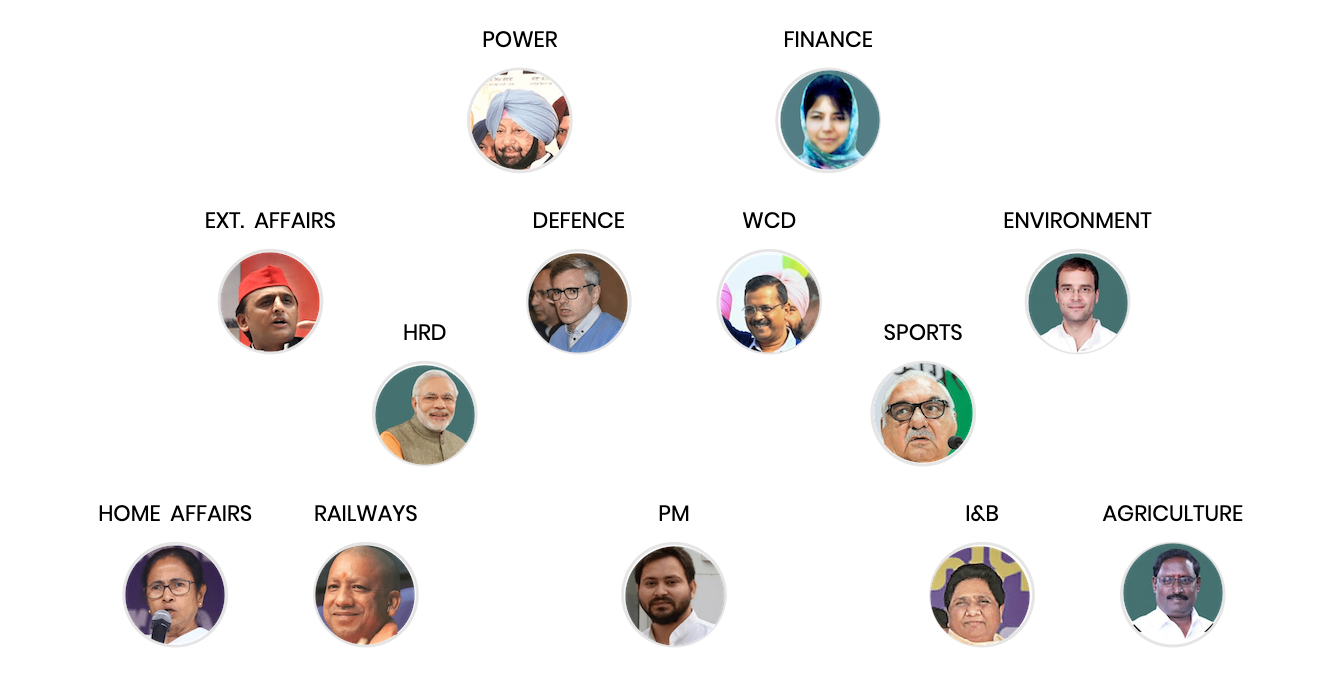 POWER
FINANCE
EXT. AFFAIRS
DEFENCE
WCD
ENVIRONMENT
HRD
SPORTS
HOME AFFAIRS
RAILWAYS
PM
I&B
AGRICULTURE